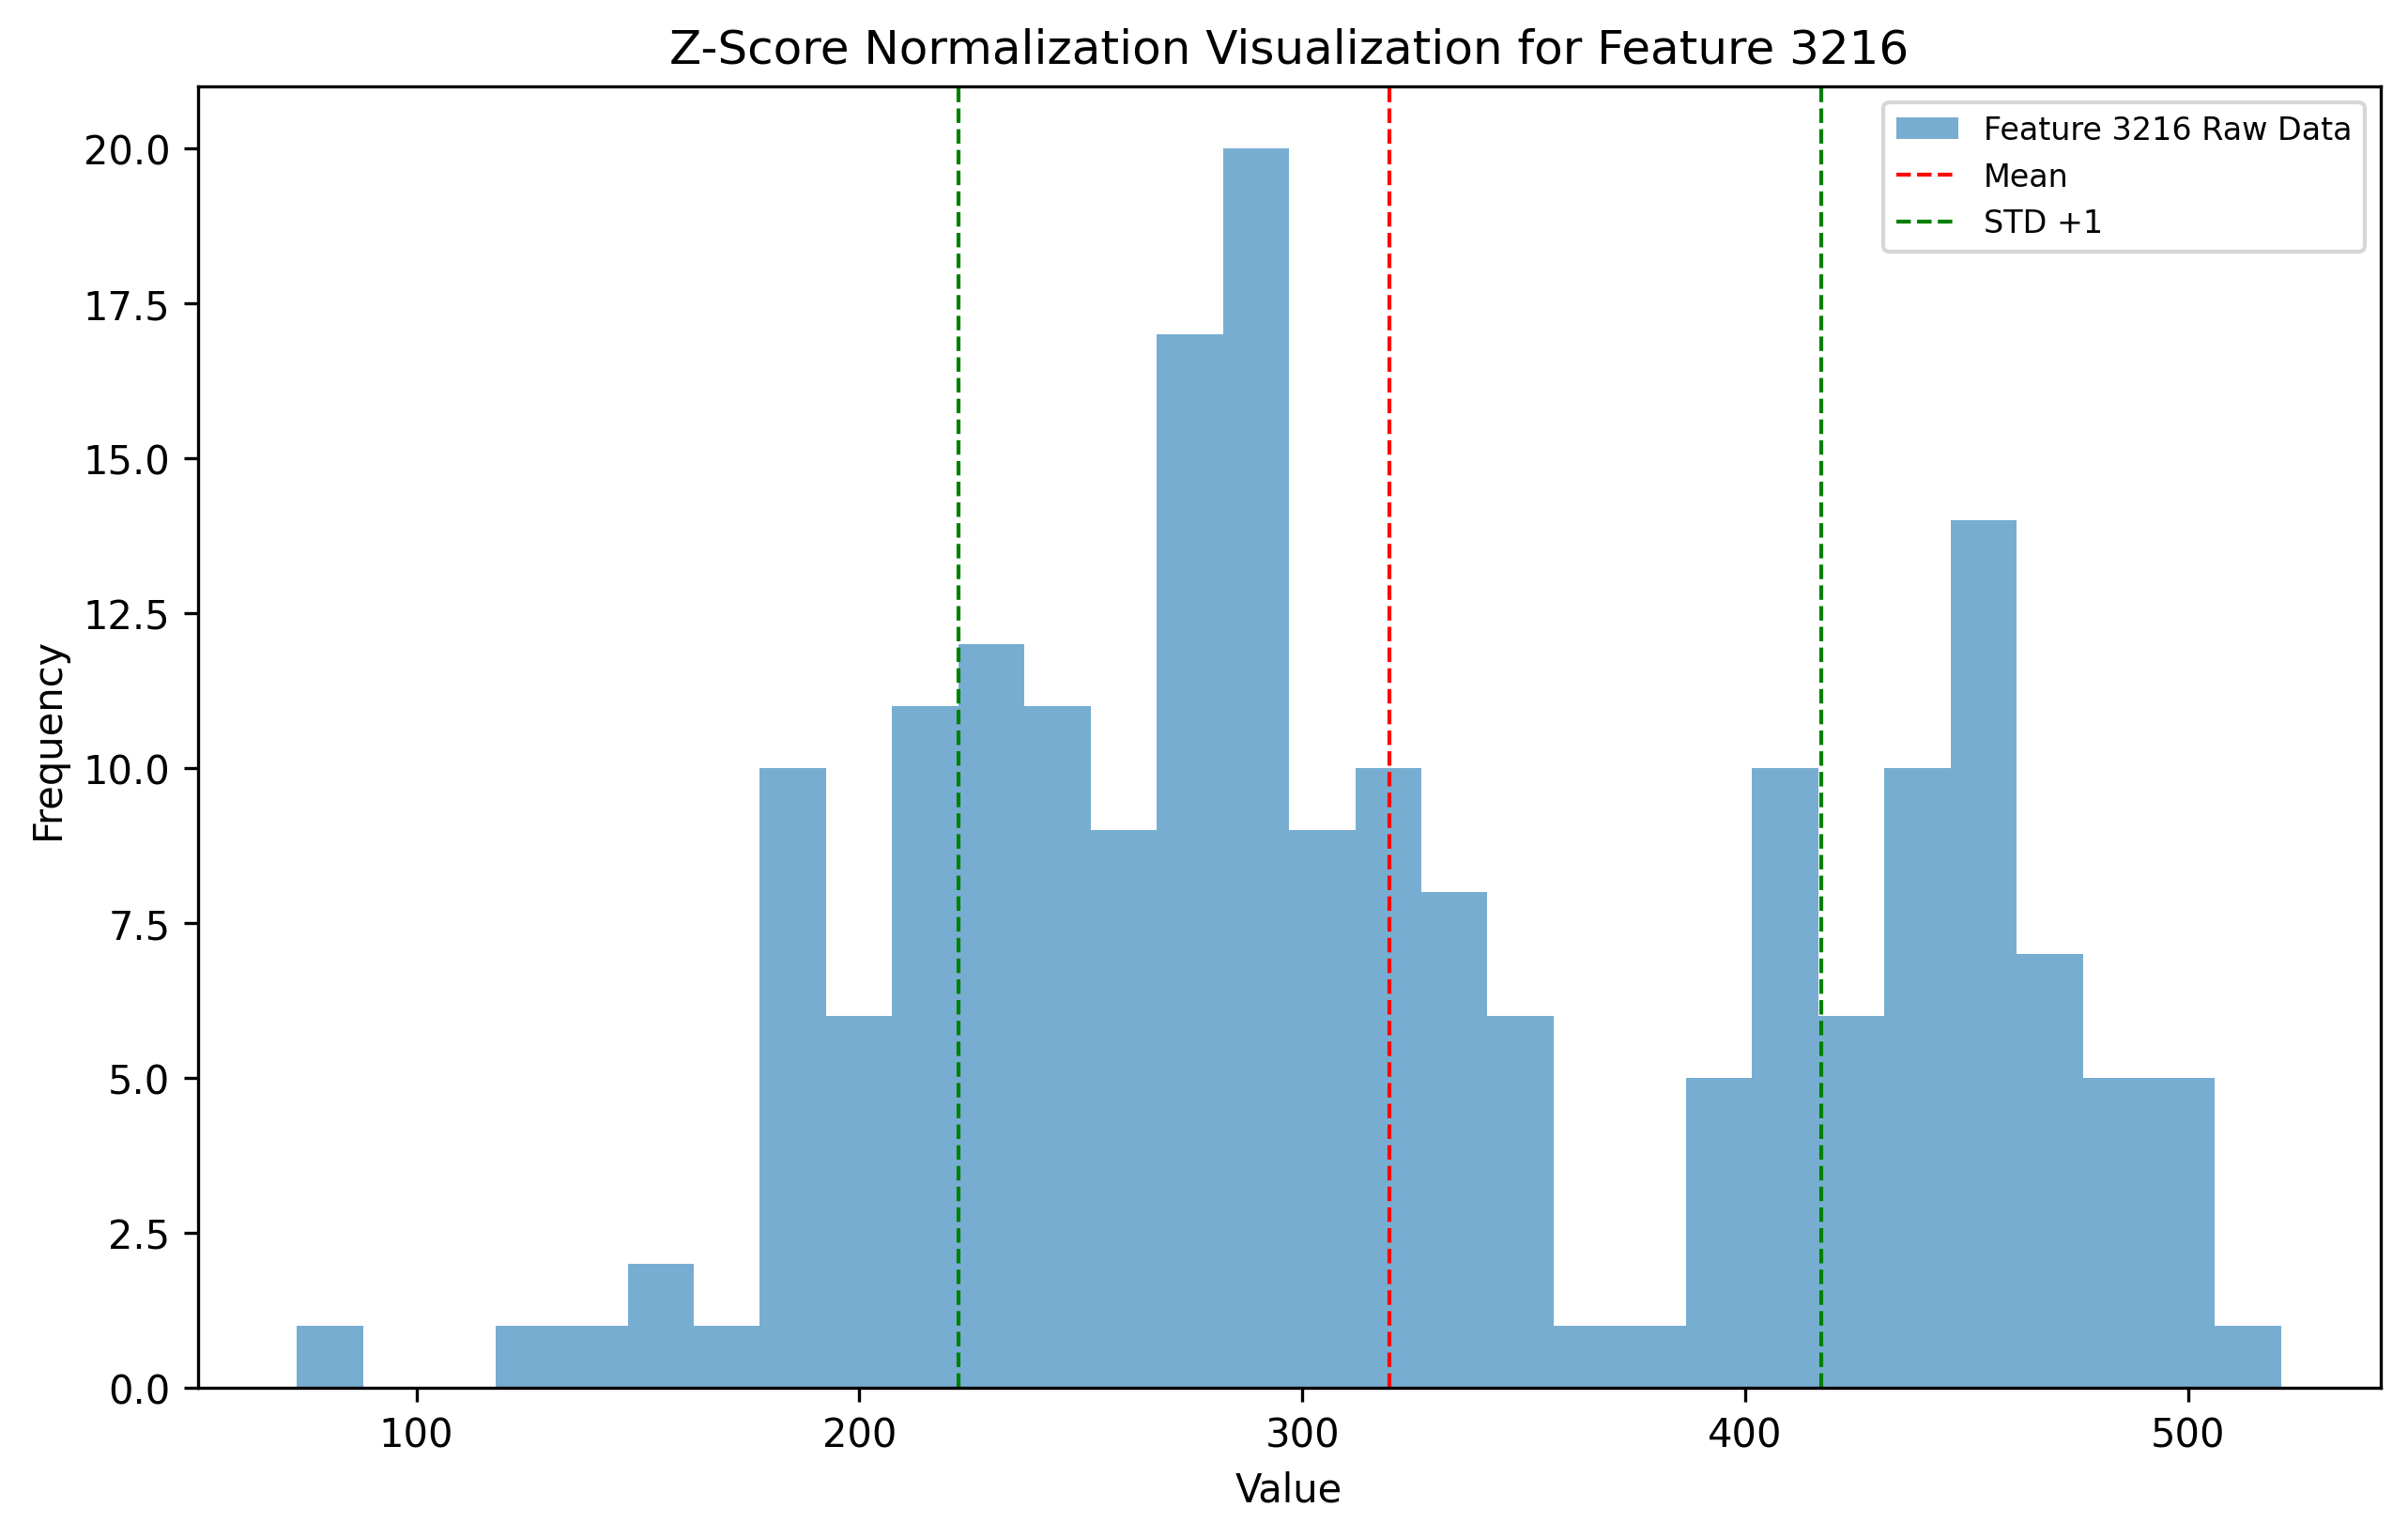 Z-Score Normalization Visualization for Feature 3216
Feature 3216 Raw Data
Mean
STD +1
20.0
17.5
15.0
12.5
10.0
7.5
5.0
2.5
0.0
Frequency
100 200 300 400 500
Value